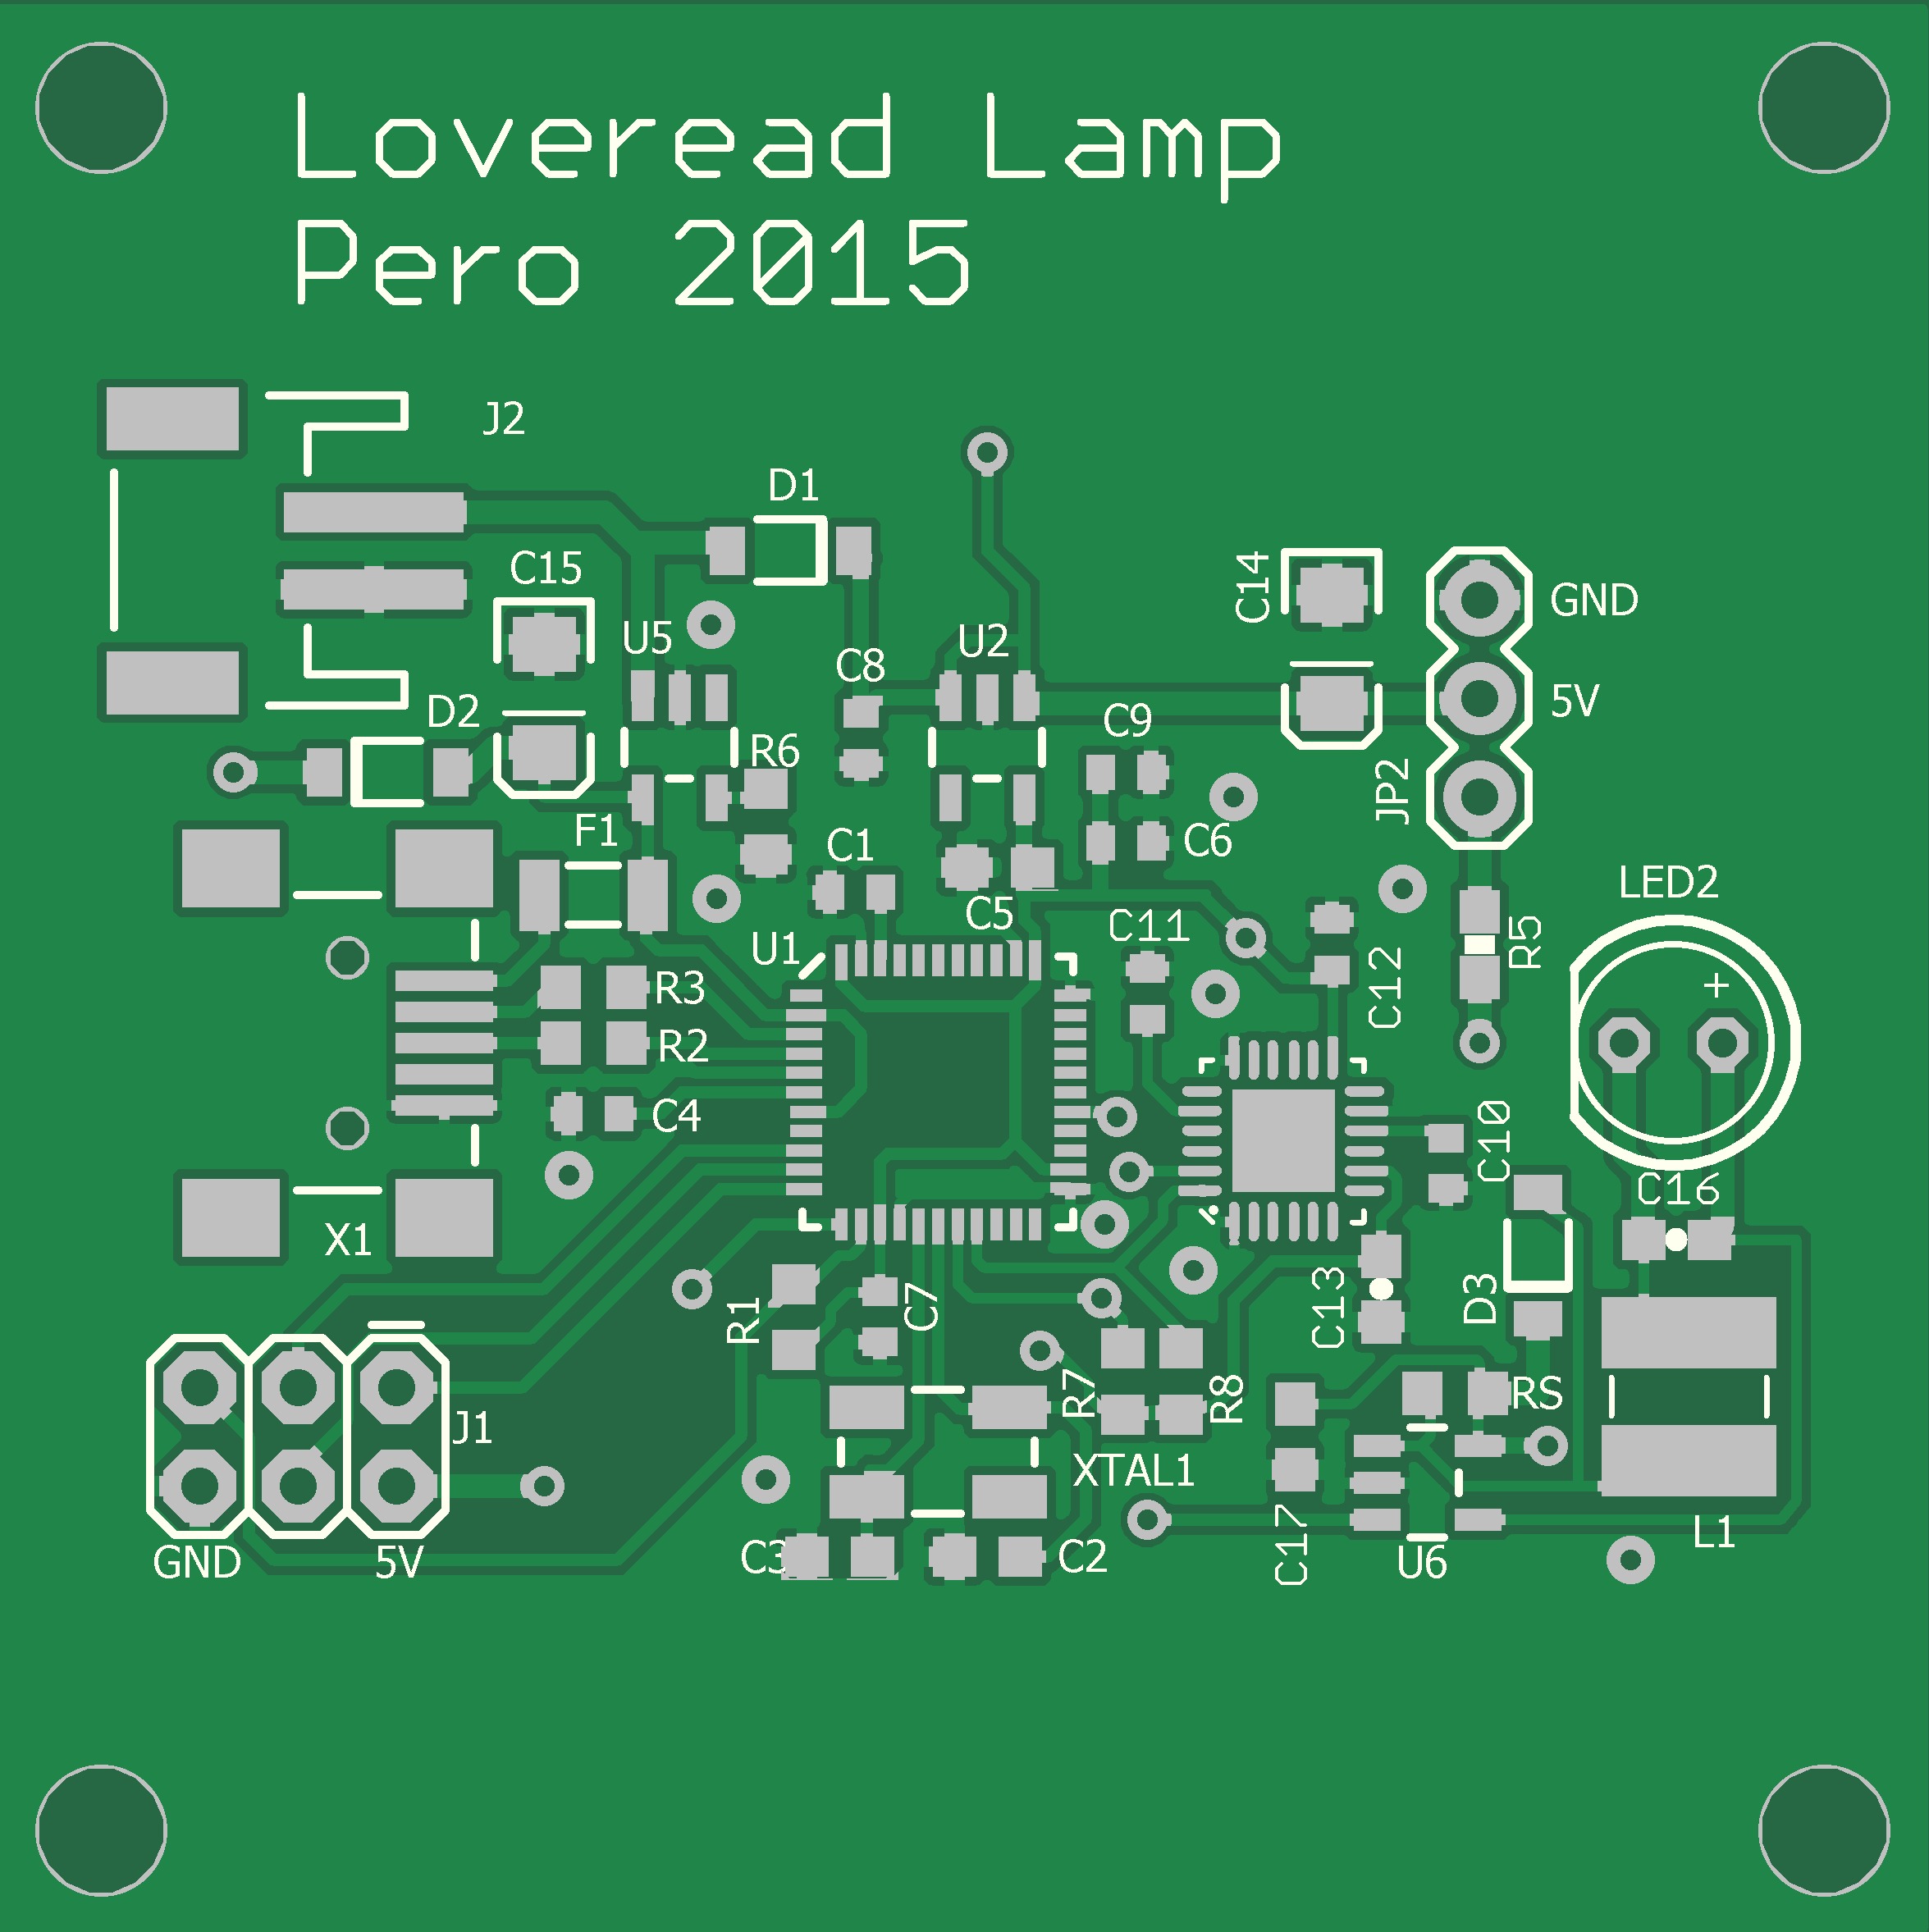 Loveread Lamp
Pero 2015
J2
D1
C15
C14
GND
U5
U2
C8
D2
5V
C9
R6
JP2
F1
C1
C6
LED2
C5
C11
U1
R5
+
R3
C12
R2
C4
C10
C16
X1
R1
C7
C13
D3
R7
R8
RS
J1
XTAL1
L1
C17
GND
5V
C3
C2
U6